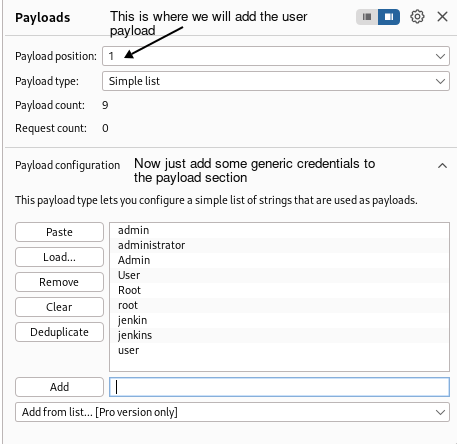 Payloads
This is where we will add the user
payload
Payload position: 1
Payload type: Simple list
Payload count: 9
Request count: 0
Payload configuration
Now just add some generic credentials to
the payload section
This payload type lets you configure a simple list of strings that are used as payloads.
Paste
Load...
Remove
Clear
Deduplicate
admin
administrator
Admin
User
Root
root
jenkin
jenkins
user
Add
Add from list... [Pro version only]